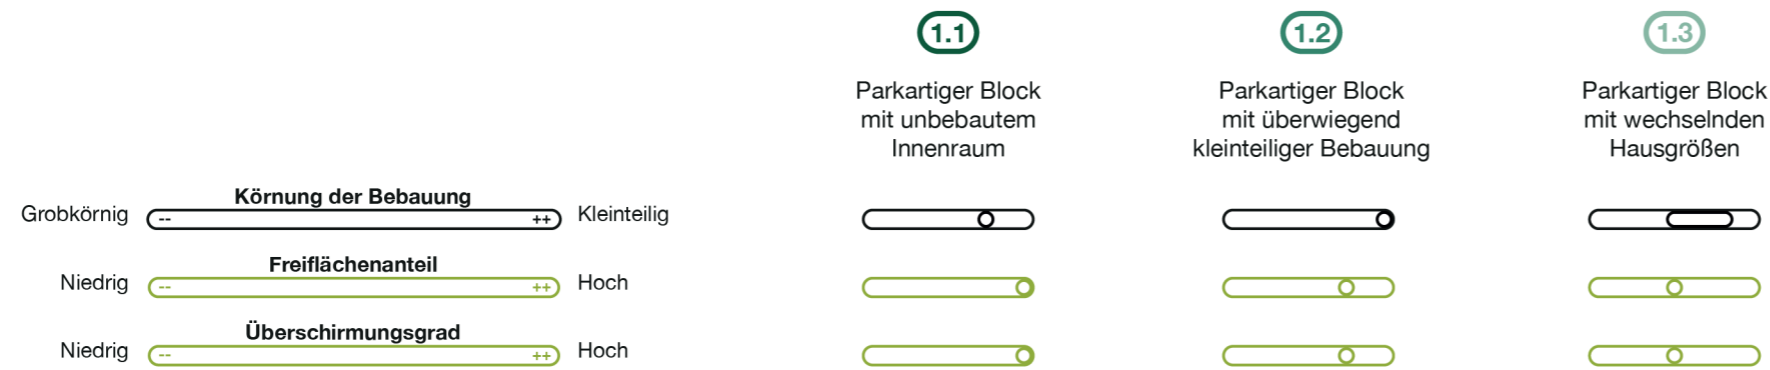 1.1
1.2
1.3
Parkartiger Block
mit unbebautem
Innenraum
Parkartiger Block
mit überwiegend
kleinteiliger Bebauung
Parkartiger Block
mit wechselnden
Hausgrößen
Körnung der Bebauung
Grobkörnig -- ++ Kleinteilig
Freiflächenanteil
Niedrig -- ++ Hoch
Überschirmungsgrad
Niedrig -- ++ Hoch